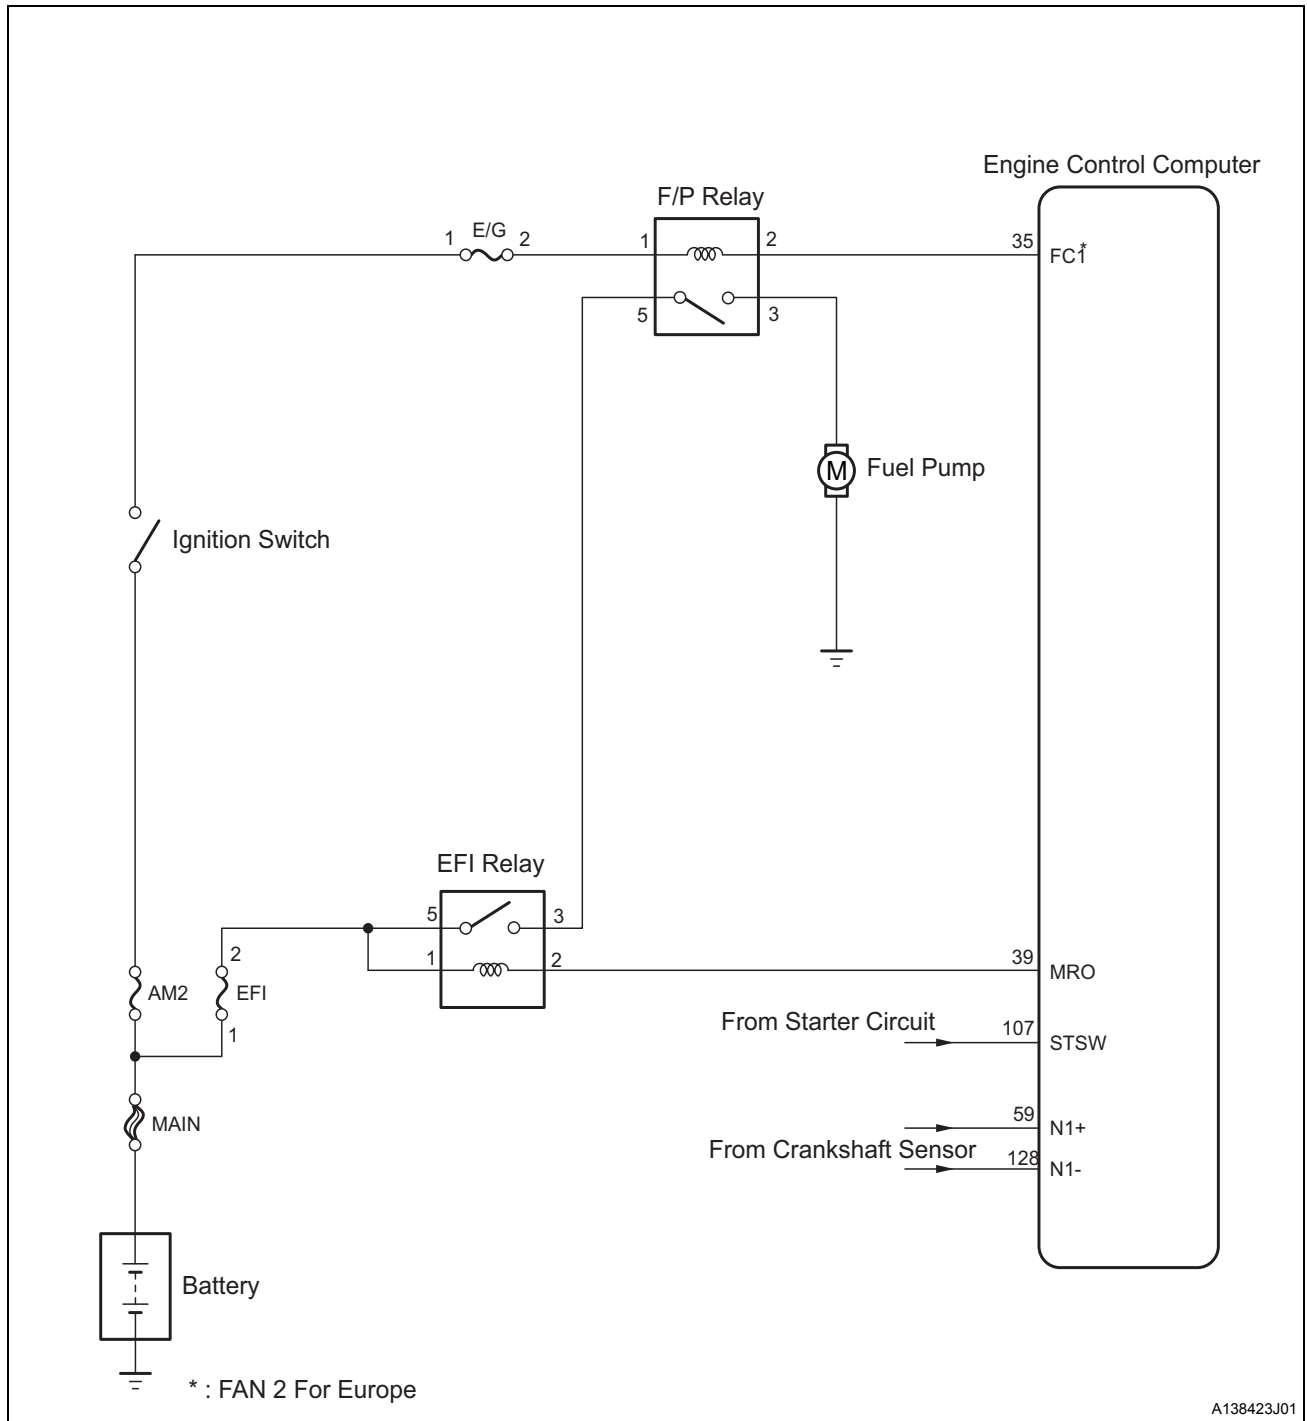 Engine Control Computer
F/P Relay
1 E/G 2
1
2
35
FC1*
5
3
M
Fuel Pump
Ignition Switch
EFI Relay
5
3
1
2
39
MRO
2
AM2
EFI
1
From Starter Circuit
107
STSW
59
N1+
From Crankshaft Sensor
128
N1-
MAIN
Battery
* : FAN 2 For Europe
A138423J01